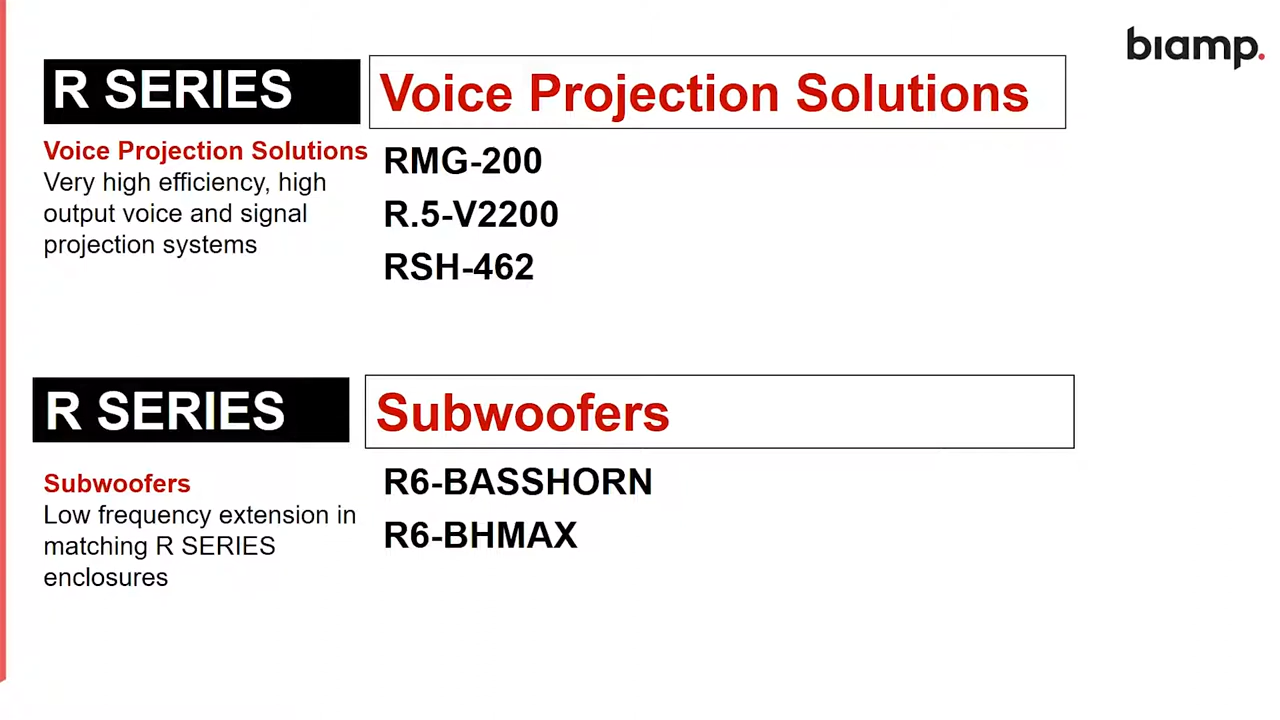 biamp.
R SERIES
Voice Projection Solutions
Voice Projection Solutions
Very high efficiency, high
output voice and signal
projection systems
RMG-200
R.5-V2200
RSH-462
R SERIES
Subwoofers
Subwoofers
Low frequency extension in
matching R SERIES
enclosures
R6-BASSHORN
R6-BHMAX